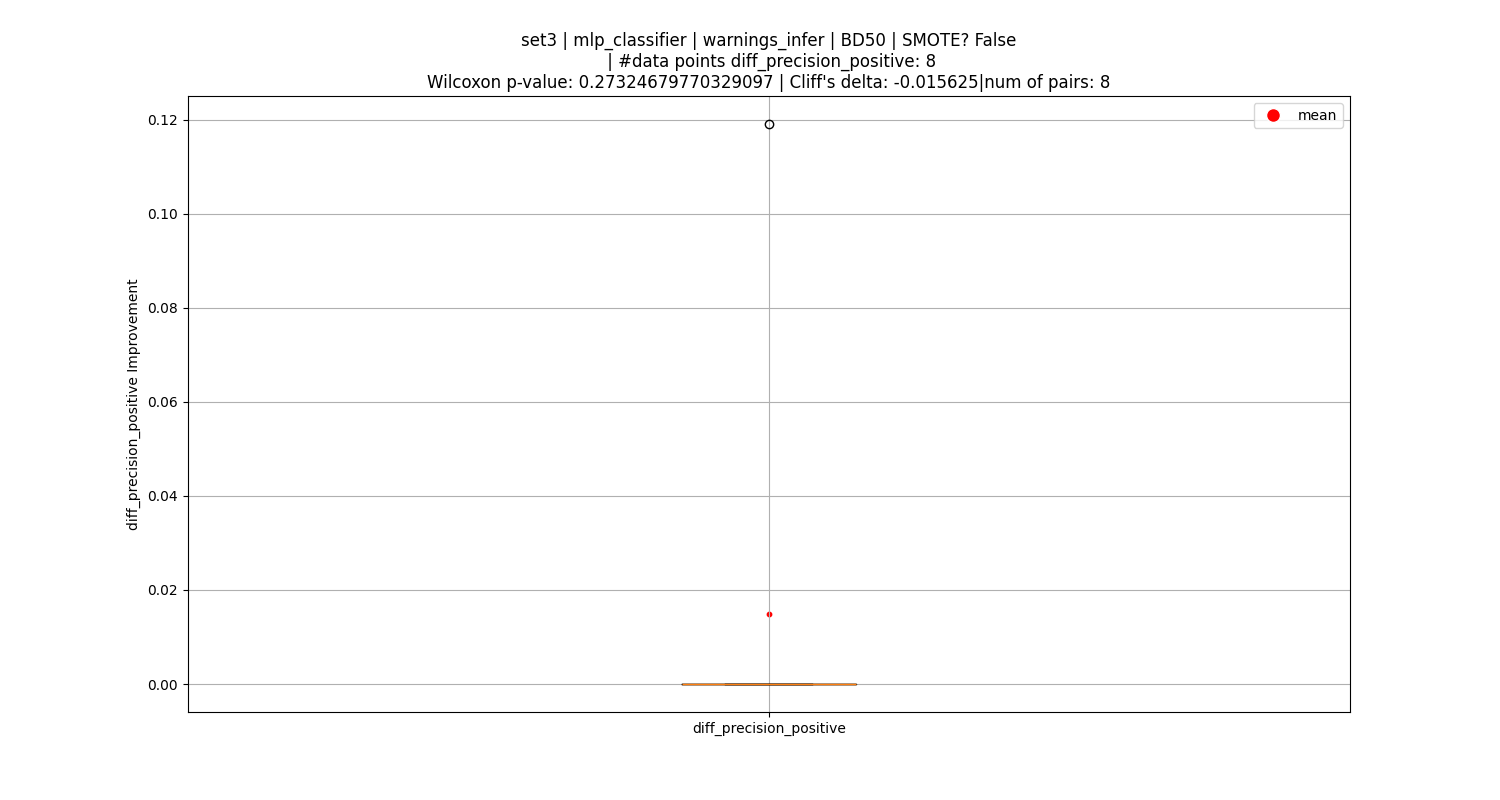 set3 | mlp_classifier | warnings_infer | BD50 | SMOTE? False
| #data points diff_precision_positive: 8
Wilcoxon p-value: 0.27324679770329097 | Cliff's delta: -0.015625|num of pairs: 8
mean
0.12
0.10
0.08
0.06
0.04
0.02
0.00
diff_precision_positive Improvement
diff_precision_positive